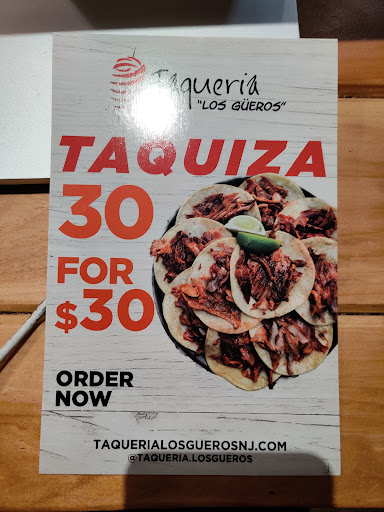 Taqueria
"LOS GÜEROS"
TAQUIZA
30
FOR
$30
ORDER
NOW
TAQUERIALOSGUEROSNJ.COM
@TAQUERIA.LOSGUEROS